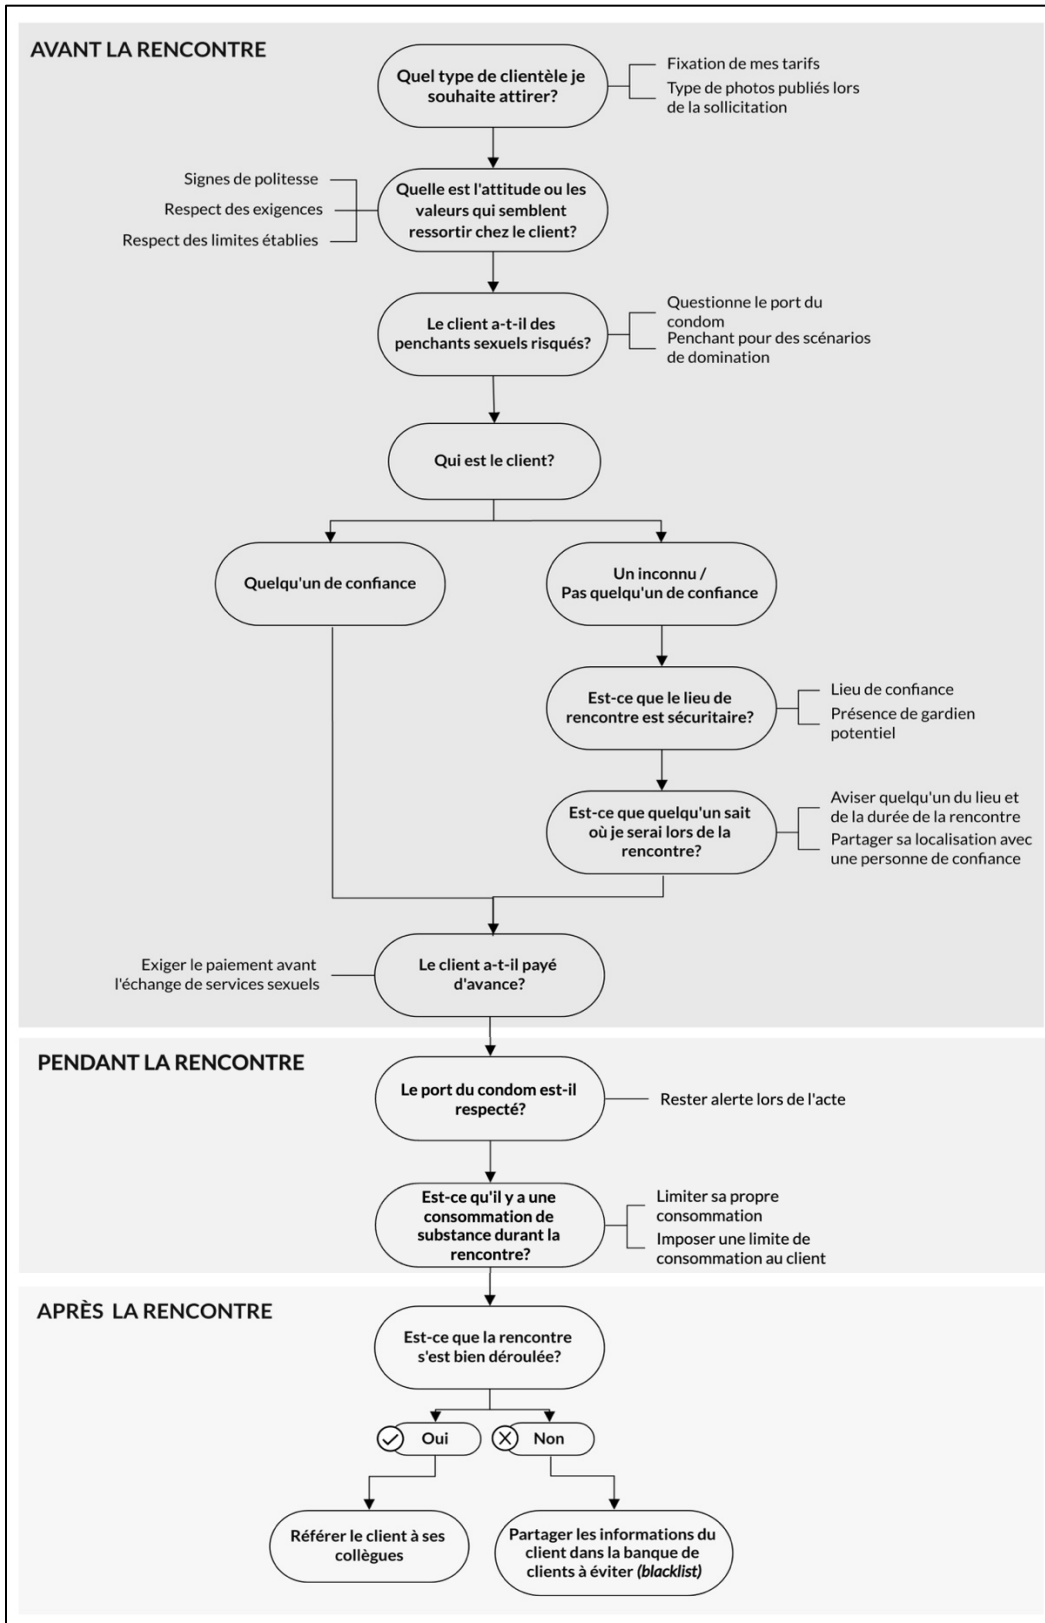 AVANT LA RENCONTRE
Quel type de clientèle je
souhaite attirer?
Fixation de mes tarifs
Type de photos publiés lors
de la sollicitation
Signes de politesse
Respect des exigences
Respect des limites établies
Quelle est l'attitude ou les
valeurs qui semblent
ressortir chez le client?
Le client a-t-il des
penchants sexuels risqués?
Questionne le port du
condom
Penchant pour des scénarios
de domination
Qui est le client?
Quelqu'un de confiance
Un inconnu /
Pas quelqu'un de confiance
Est-ce que le lieu de
rencontre est sécuritaire?
Lieu de confiance
Présence de gardien
potentiel
Est-ce que quelqu'un sait
où je serai lors de la
rencontre?
Aviser quelqu'un du lieu et
de la durée de la rencontre
Partager sa localisation avec
une personne de confiance
Exiger le paiement avant
l'échange de services sexuels
Le client a-t-il payé
d'avance?
PENDANT LA RENCONTRE
Le port du condom est-il
respecté?
Rester alerte lors de l'acte
Est-ce qu'il y a une
consommation de
substance durant la
rencontre?
Limiter sa propre
consommation
Imposer une limite de
consommation au client
APRÈS LA RENCONTRE
Est-ce que la rencontre
s'est bien déroulée?
Oui
Non
Référer le client à ses
collègues
Partager les informations du
client dans la banque de
clients à éviter (blacklist)